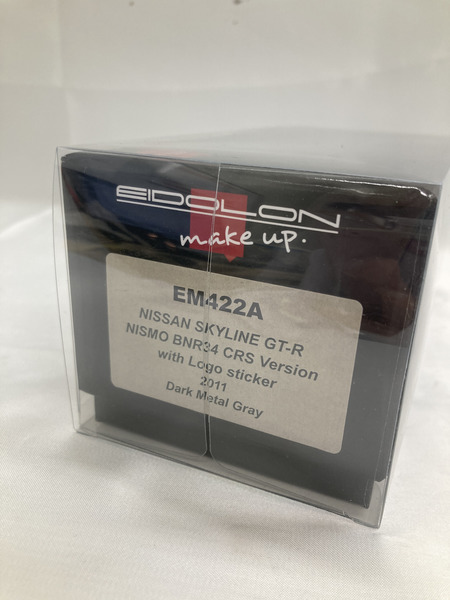 EIDOLON
make up.
EM422A
NISSAN SKYLINE GT-R
NISMO BNR34 CRS Version
with Logo sticker
2011
Dark Metal Gray